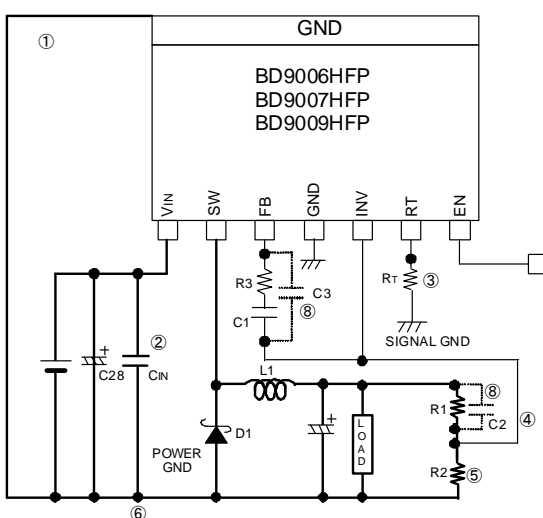 GND
①
BD9006HFP
BD9007HFP
BD9009HFP
VIN
SW
FB
GND
INV
RT
EN
R3
C3
RT
③
②
⑧
C1
SIGNAL GND
C28
CIN
L1
⑧
R1
④
D1
LOAD
C2
POWER
GND
R2
⑤
⑥